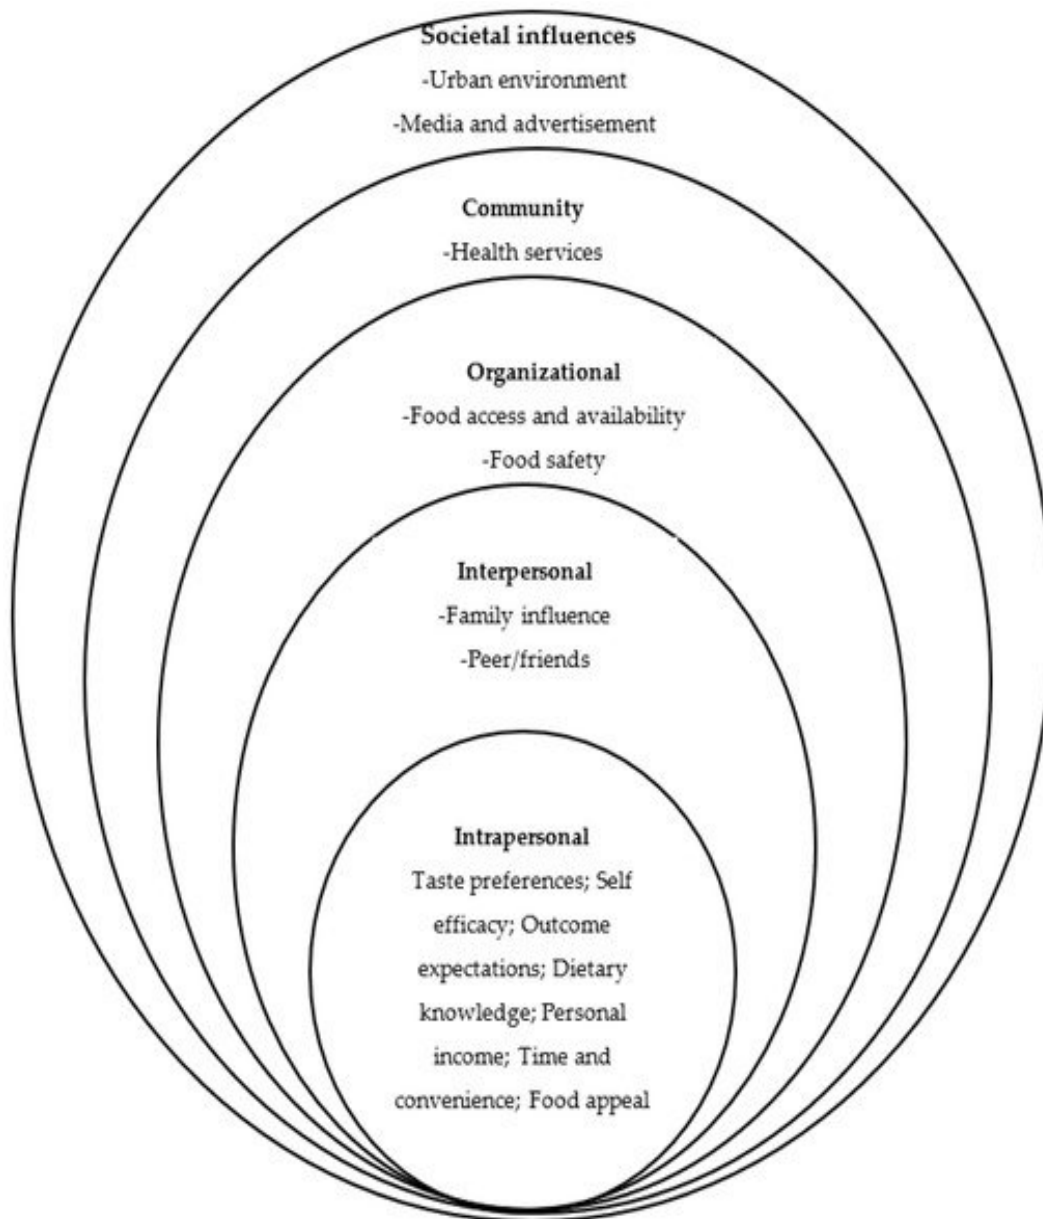 Societal influences
-Urban environment
-Media and advertisement
Community
-Health services
Organizational
-Food access and availability
-Food safety
Interpersonal
-Family influence
-Peer/friends
Intrapersonal
Taste preferences; Self
efficacy; Outcome
expectations; Dietary
knowledge; Personal
income; Time and
convenience; Food appeal